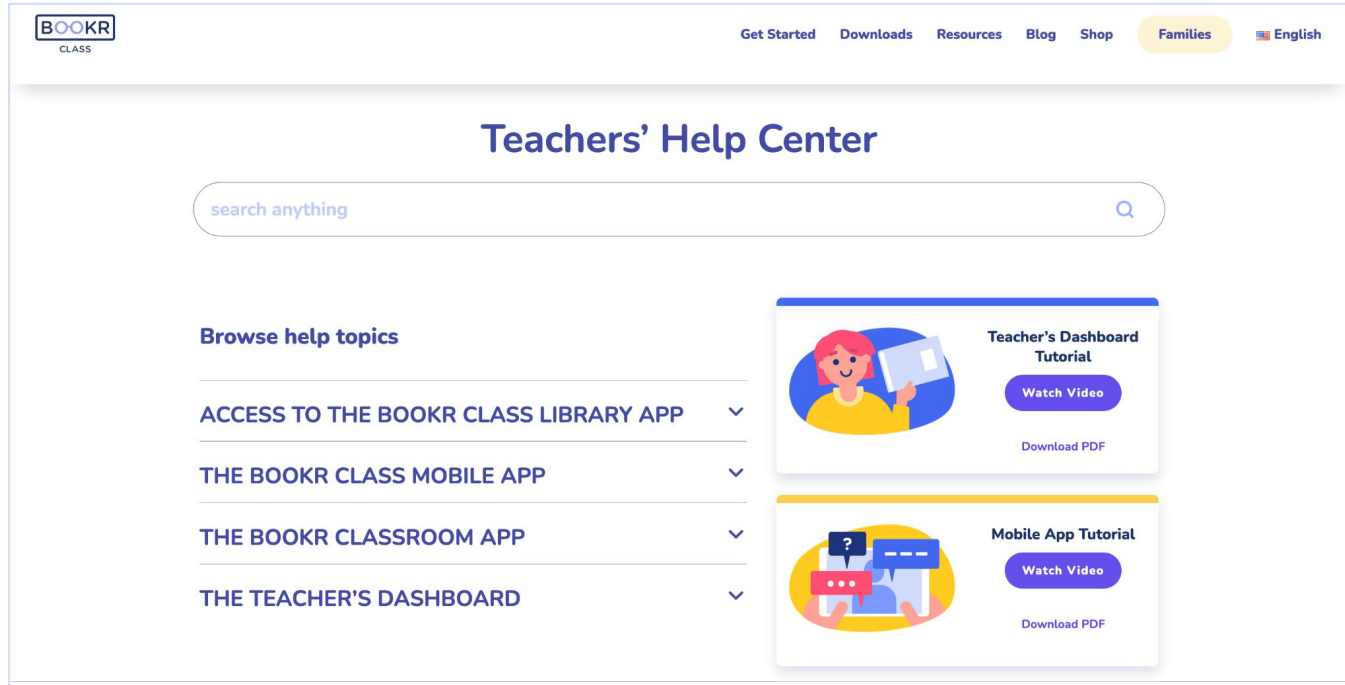 BOOKR
CLASS
Get Started Downloads Resources Blog Shop Families English
Teachers’ Help Center
search anything
Browse help topics
ACCESS TO THE BOOKR CLASS LIBRARY APP
THE BOOKR CLASS MOBILE APP
THE BOOKR CLASSROOM APP
THE TEACHER’S DASHBOARD
Teacher’s Dashboard
Tutorial
Watch Video
Download PDF
?
Mobile App Tutorial
Watch Video
Download PDF